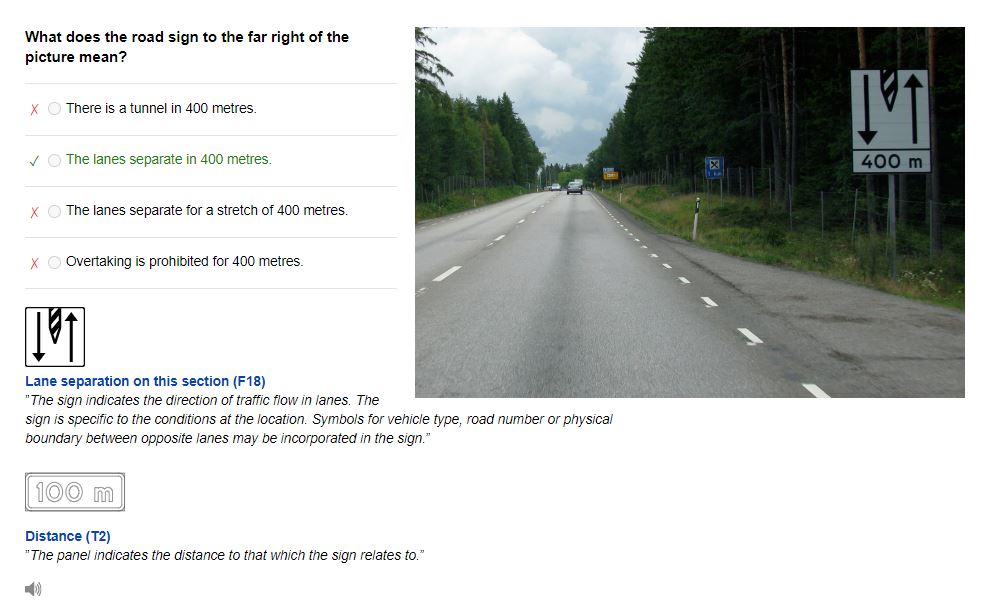 What does the road sign to the far right of the
picture mean?
There is a tunnel in 400 metres.
The lanes separate in 400 metres.
The lanes separate for a stretch of 400 metres.
Overtaking is prohibited for 400 metres.
400 m
Lane separation on this section (F18)
"The sign indicates the direction of traffic flow in lanes. The
sign is specific to the conditions at the location. Symbols for vehicle type, road number or physical
boundary between opposite lanes may be incorporated in the sign."
100 m
Distance (T2)
"The panel indicates the distance to that which the sign relates to."